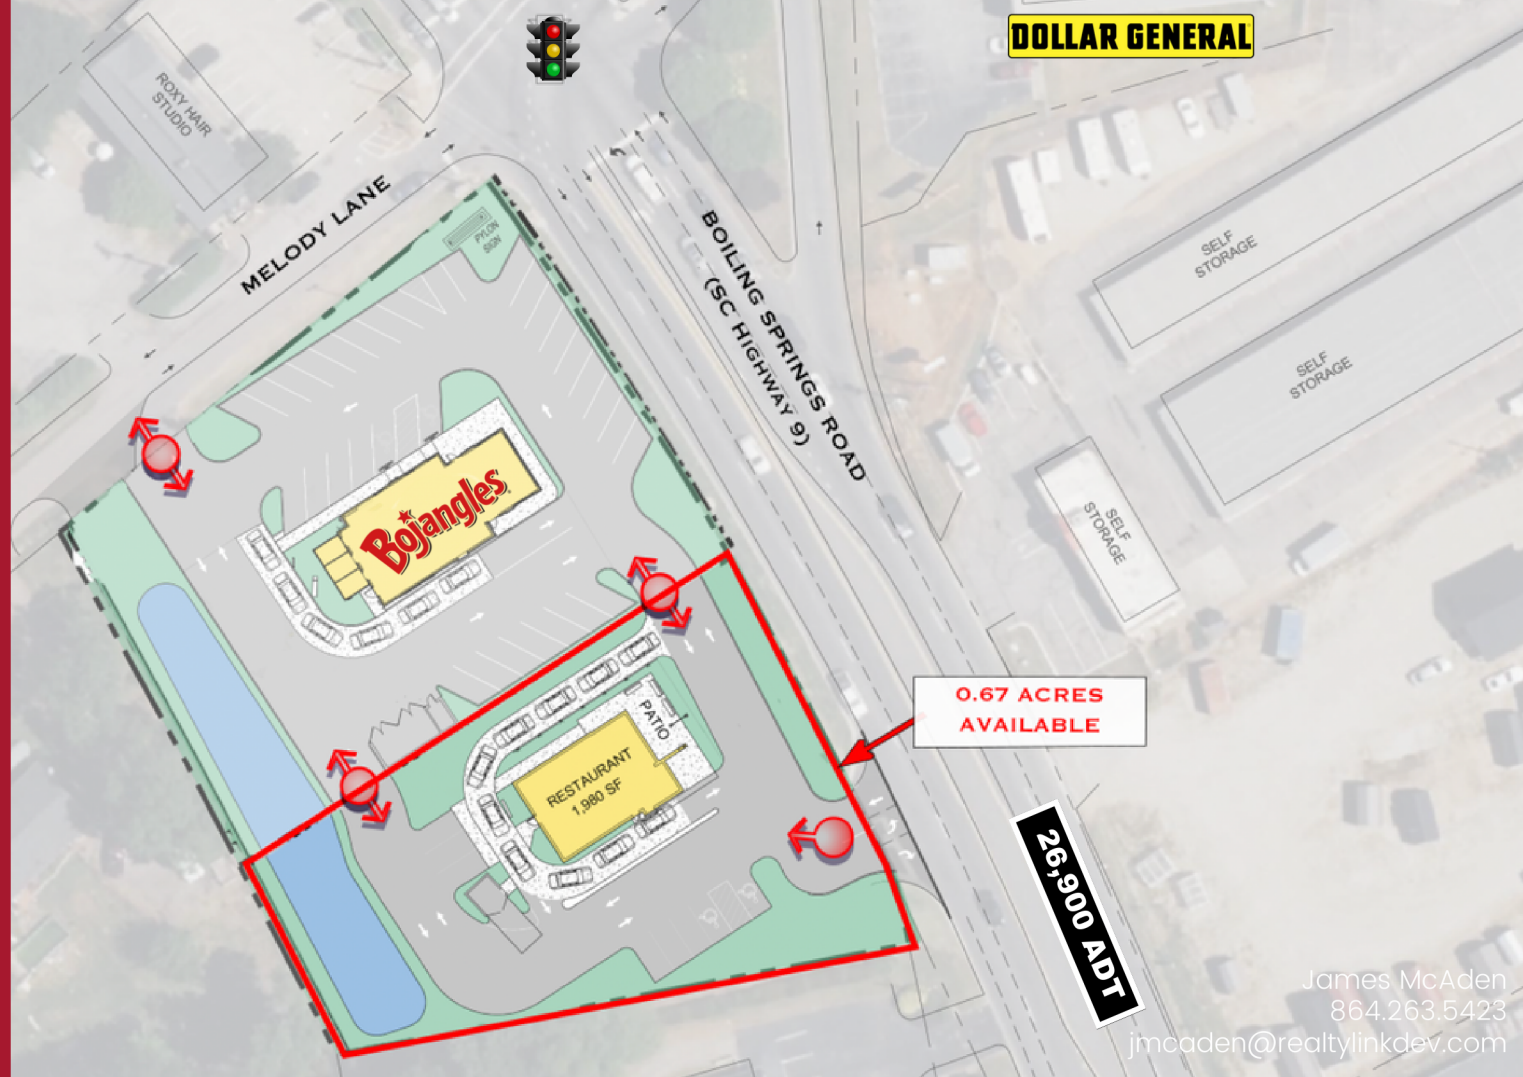 DOLLAR GENERAL
ROXY HAIR
STUDIO
MELODY LANE
PYLON
SIGN
BOILING SPRINGS ROAD
(SC HIGHWAY 9)
SELF
STORAGE
SELF
STORAGE
SELF
STORAGE
Bojangles
0.67 ACRES
AVAILABLE
PATIO
RESTAURANT
1,980 SF
26,900 ADT
James McAden
864.263.5423
jmcaden@realtylinkdev.com